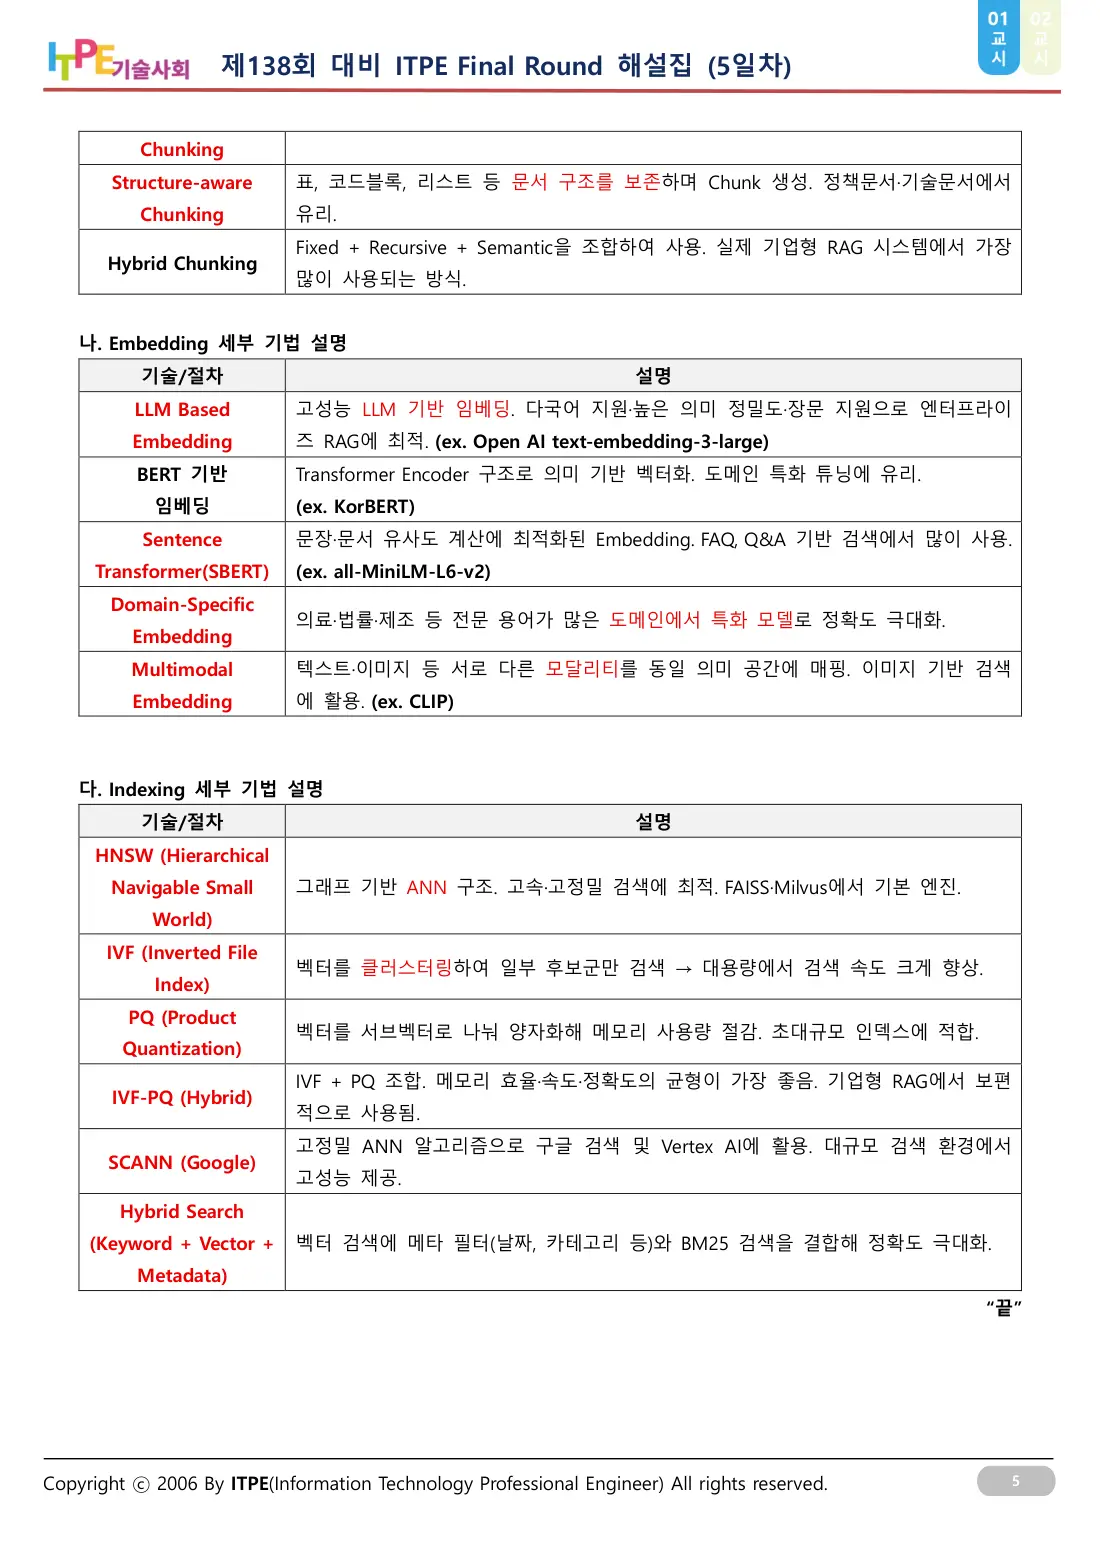 ITPE기술사회 제138회 대비 ITPE Final Round 해설집 (5일차)
01
교
시
02
교
시
Chunking
Structure-aware
Chunking
표, 코드블록, 리스트 등 문서 구조를 보존하며 Chunk 생성. 정책문서·기술문서에서
유리.
Hybrid Chunking
Fixed + Recursive + Semantic을 조합하여 사용. 실제 기업형 RAG 시스템에서 가장
많이 사용되는 방식.
나. Embedding 세부 기법 설명
기술/절차 설명
LLM Based
Embedding
고성능 LLM 기반 임베딩. 다국어 지원·높은 의미 정밀도·장문 지원으로 엔터프라이
즈 RAG에 최적. (ex. Open AI text-embedding-3-large)
BERT 기반
임베딩
Transformer Encoder 구조로 의미 기반 벡터화. 도메인 특화 튜닝에 유리.
(ex. KorBERT)
Sentence
Transformer(SBERT)
문장·문서 유사도 계산에 최적화된 Embedding. FAQ, Q&A 기반 검색에서 많이 사용.
(ex. all-MiniLM-L6-v2)
Domain-Specific
Embedding
의료·법률·제조 등 전문 용어가 많은 도메인에서 특화 모델로 정확도 극대화.
Multimodal
Embedding
텍스트·이미지 등 서로 다른 모달리티를 동일 의미 공간에 매핑. 이미지 기반 검색
에 활용. (ex. CLIP)
다. Indexing 세부 기법 설명
기술/절차 설명
HNSW (Hierarchical
Navigable Small
World)
그래프 기반 ANN 구조. 고속·고정밀 검색에 최적. FAISS·Milvus에서 기본 엔진.
IVF (Inverted File
Index)
벡터를 클러스터링하여 일부 후보군만 검색 → 대용량에서 검색 속도 크게 향상.
PQ (Product
Quantization)
벡터를 서브벡터로 나눠 양자화해 메모리 사용량 절감. 초대규모 인덱스에 적합.
IVF-PQ (Hybrid)
IVF + PQ 조합. 메모리 효율·속도·정확도의 균형이 가장 좋음. 기업형 RAG에서 보편
적으로 사용됨.
SCANN (Google)
고정밀 ANN 알고리즘으로 구글 검색 및 Vertex AI에 활용. 대규모 검색 환경에서
고성능 제공.
Hybrid Search
(Keyword + Vector +
Metadata)
벡터 검색에 메타 필터(날짜, 카테고리 등)와 BM25 검색을 결합해 정확도 극대화.
“끝”
Copyright ⓒ 2006 By ITPE(Information Technology Professional Engineer) All rights reserved.
5